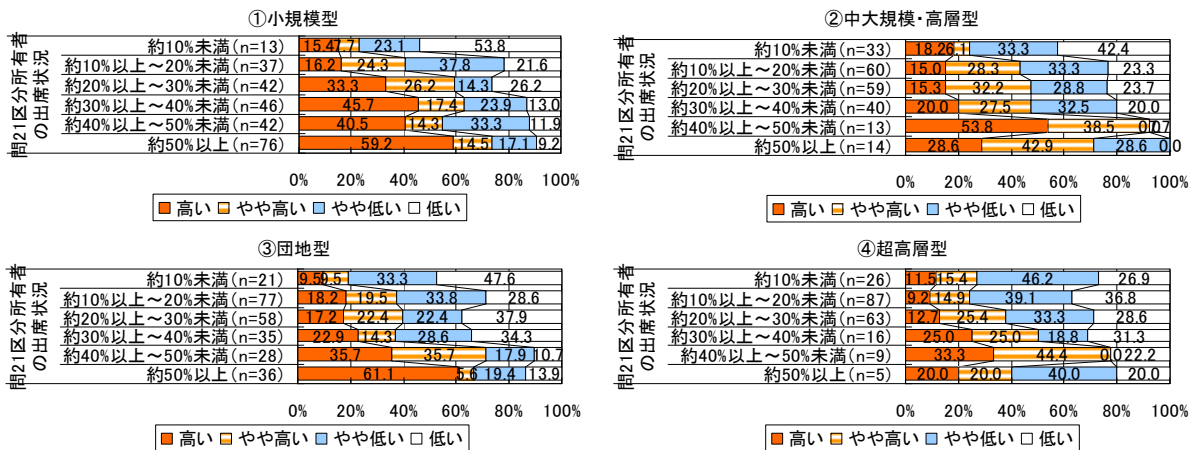 ①小規模型
問21区分所有者の出席状況
約10%未満(n=13) 15.4 7.7 23.1 53.8
約10%以上~20%未満(n=37) 16.2 24.3 37.8 21.6
約20%以上~30%未満(n=42) 33.3 26.2 14.3 26.2
約30%以上~40%未満(n=46) 45.7 17.4 23.9 13.0
約40%以上~50%未満(n=42) 40.5 14.3 33.3 11.9
約50%以上(n=76) 59.2 14.5 17.1 9.2
0% 20% 40% 60% 80% 100%
高い やや高い やや低い 低い
②中大規模・高層型
問21区分所有者の出席状況
約10%未満(n=33) 18.2 6.1 33.3 42.4
約10%以上~20%未満(n=60) 15.0 28.3 33.3 23.3
約20%以上~30%未満(n=59) 15.3 32.2 28.8 23.7
約30%以上~40%未満(n=40) 20.0 27.5 32.5 20.0
約40%以上~50%未満(n=13) 53.8 38.5
約50%以上(n=14) 28.6 42.9 28.6 0.0
0% 20% 40% 60% 80% 100%
高い やや高い やや低い 低い
③団地型
問21区分所有者の出席状況
約10%未満(n=21) 9.5 9.5 33.3 47.6
約10%以上~20%未満(n=77) 18.2 19.5 33.8 28.6
約20%以上~30%未満(n=58) 17.2 22.4 22.4 37.9
約30%以上~40%未満(n=35) 22.9 14.3 28.6 34.3
約40%以上~50%未満(n=28) 35.7 35.7 17.9 10.7
約50%以上(n=36) 61.1 5.6 19.4 13.9
0% 20% 40% 60% 80% 100%
高い やや高い やや低い 低い
④超高層型
問21区分所有者の出席状況
約10%未満(n=26) 11.5 15.4 46.2 26.9
約10%以上~20%未満(n=87) 9.2 14.9 39.1 36.8
約20%以上~30%未満(n=63) 12.7 25.4 33.3 28.6
約30%以上~40%未満(n=16) 25.0 25.0 18.8 31.3
約40%以上~50%未満(n=9) 33.3 44.4 0.0 22.2
約50%以上(n=5) 20.0 20.0 40.0 20.0
0% 20% 40% 60% 80% 100%
高い やや高い やや低い 低い